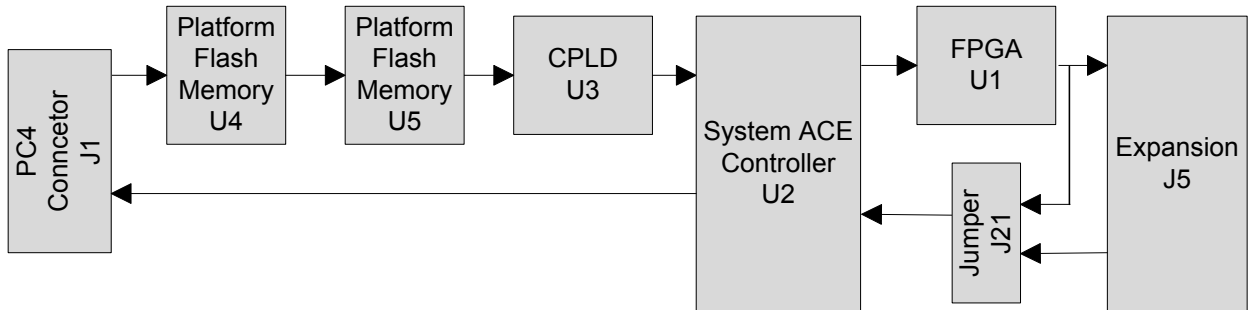 PC4
Conncetor
J1
Platform
Flash
Memory
U4
Platform
Flash
Memory
U5
CPLD
U3
System ACE
Controller
U2
FPGA
U1
Jumper
J21
Expansion
J5